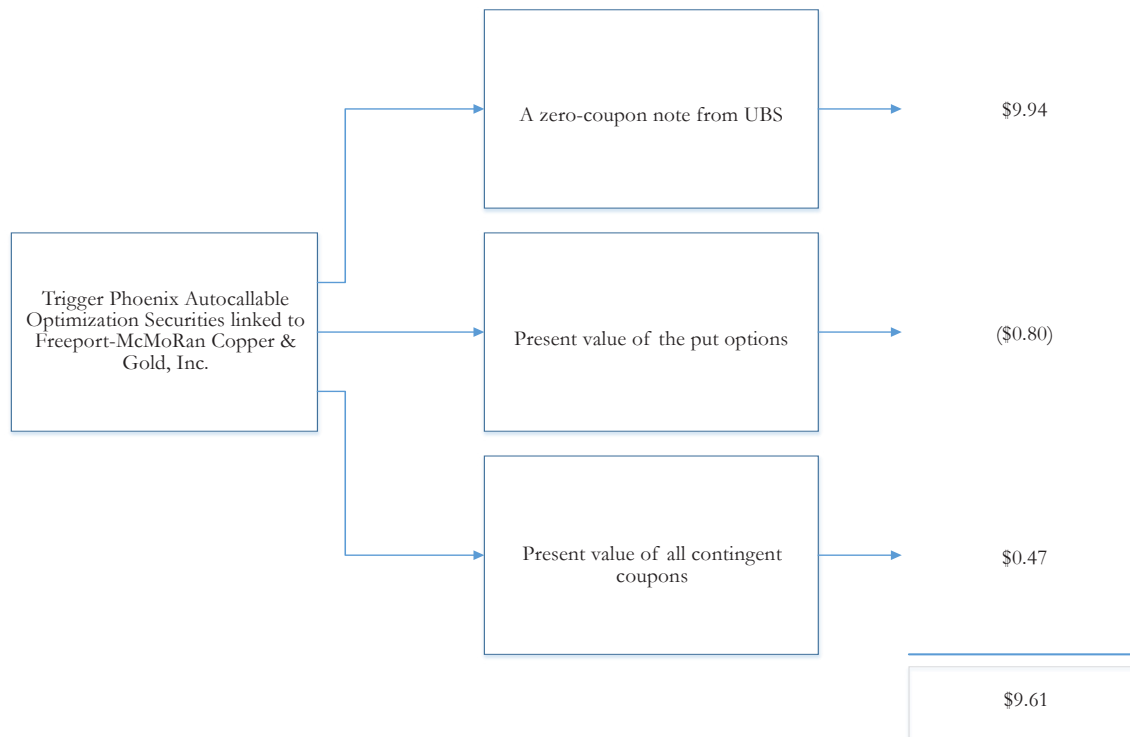 A zero-coupon note from UBS
$9.94
Trigger Phoenix Autocallable
Optimization Securities linked to
Freeport-McMoRan Copper &
Gold, Inc.
Present value of the put options
($0.80)
Present value of all contingent
coupons
$0.47
$9.61